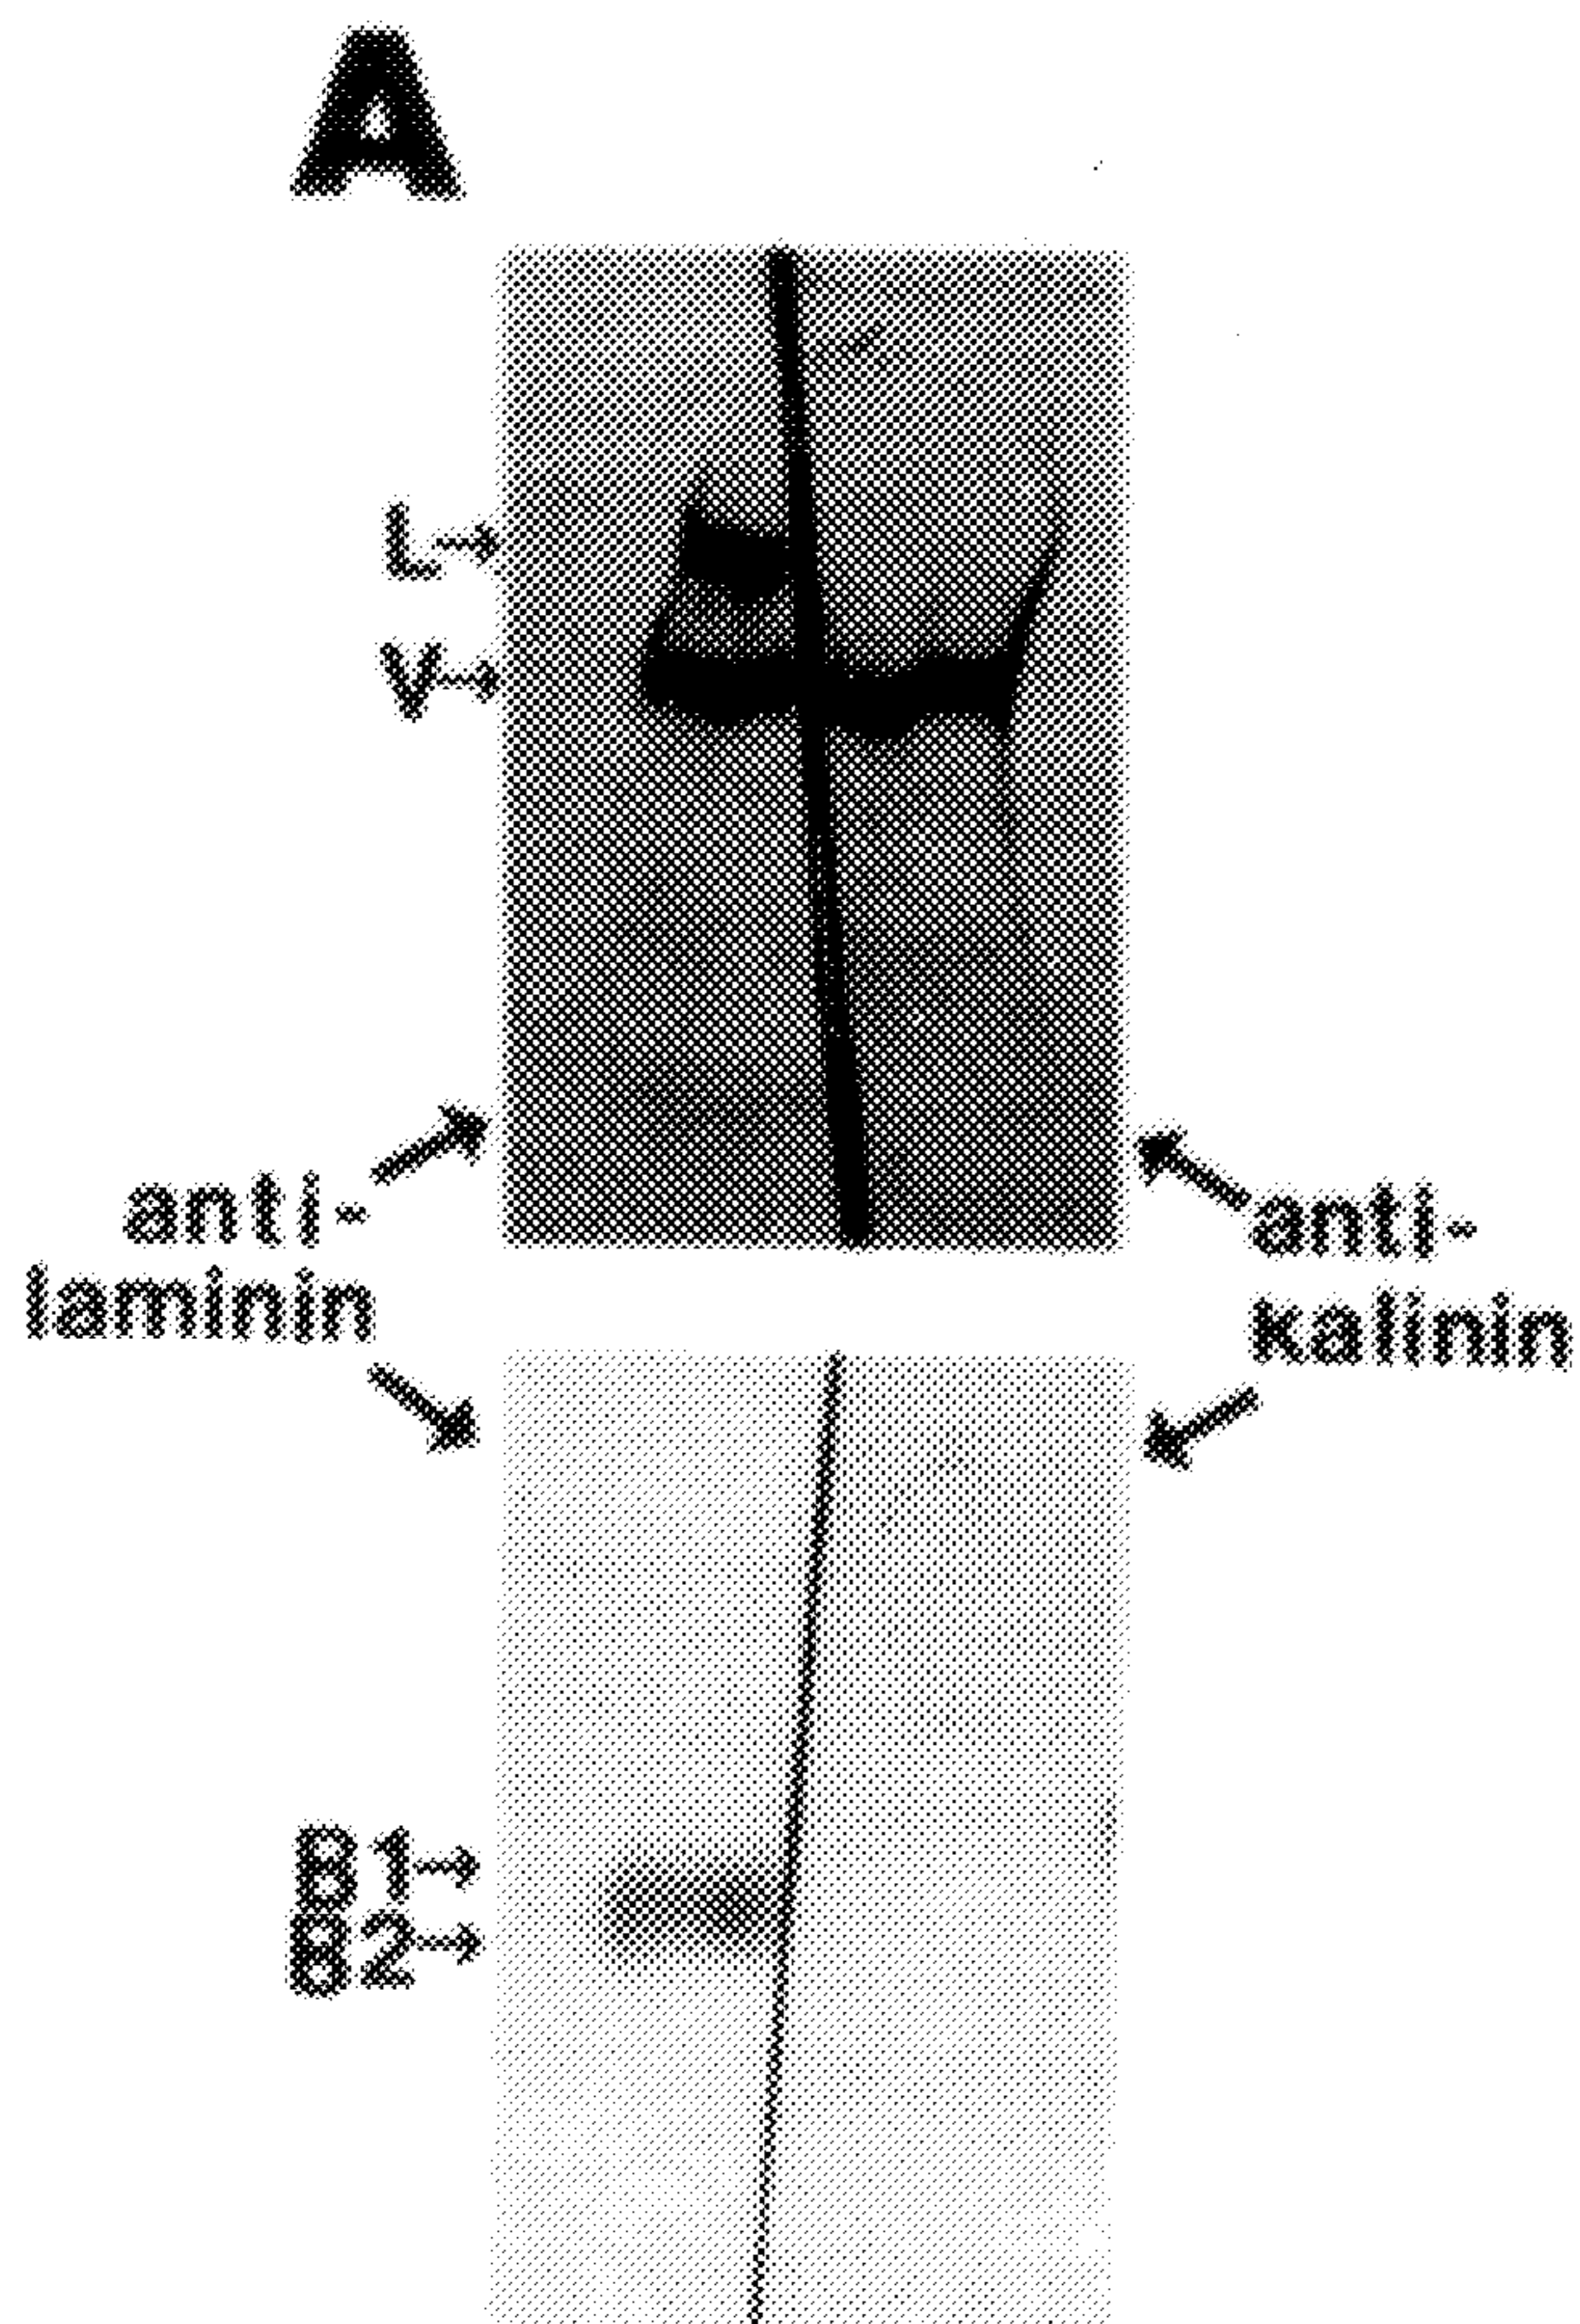 A
L→
V→
anti-
laminin
anti-
kalinin
B1→
B2→